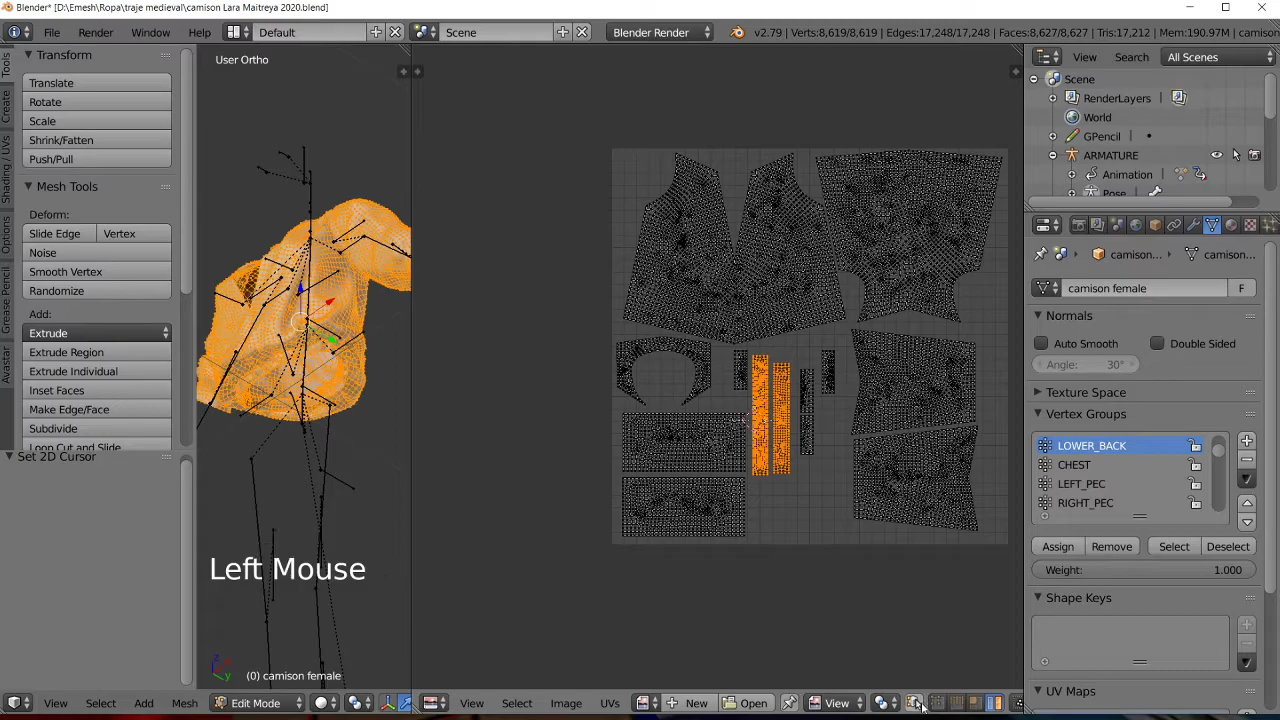 Blender* [D:\Emesh\Ropa\traje medieval\camison Lara Maitreya 2020.blend]
File Render Window Help Default Scene Blender Render v2.79 | Verts:8,619/8,619 | Edges:17,248/17,248 | Faces:8,627/8,627 | Tris:17,212 | Mem:190.97M | camison
Tools
Create
Shading / UVs
Options
Grease Pencil
Avastar
Transform
Translate
Rotate
Scale
Shrink/Fatten
Push/Pull
Mesh Tools
Deform:
Slide Edge Vertex
Noise
Smooth Vertex
Randomize
Add:
Extrude
Extrude Region
Extrude Individual
Inset Faces
Make Edge/Face
Subdivide
Loop Cut and Slide
Set 2D Cursor
User Ortho
Left Mouse
z
y
(0) camison female
View Select Add Mesh Edit Mode
View Select Image UVs New Open View
View Search All Scenes
Scene
RenderLayers
World
GPencil
ARMATURE
Animation
Pose
camison... camison...
camison female F
Normals
Auto Smooth Double Sided
Angle: 30°
Texture Space
Vertex Groups
LOWER_BACK
CHEST
LEFT_PEC
RIGHT_PEC
Assign Remove Select Deselect
Weight: 1.000
Shape Keys
UV Maps